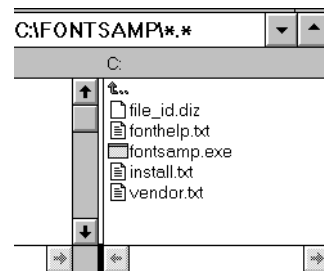 C:\FONTSAMP\*.*
C:
..
file_id.diz
fonthelp.txt
fontsamp.exe
install.txt
vendor.txt